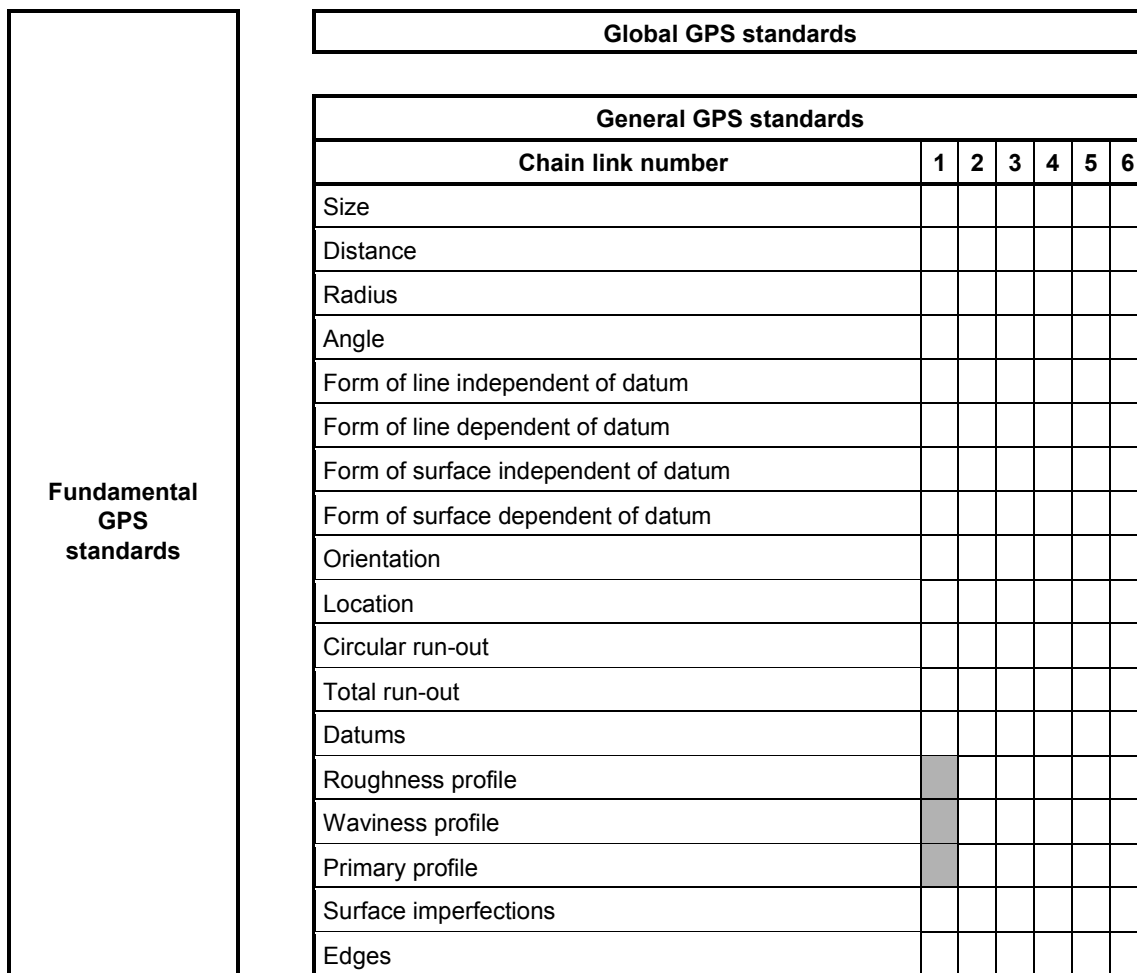 Fundamental
GPS
standards
Global GPS standards
General GPS standards
Chain link number 1 2 3 4 5 6
Size
Distance
Radius
Angle
Form of line independent of datum
Form of line dependent of datum
Form of surface independent of datum
Form of surface dependent of datum
Orientation
Location
Circular run-out
Total run-out
Datums
Roughness profile
Waviness profile
Primary profile
Surface imperfections
Edges